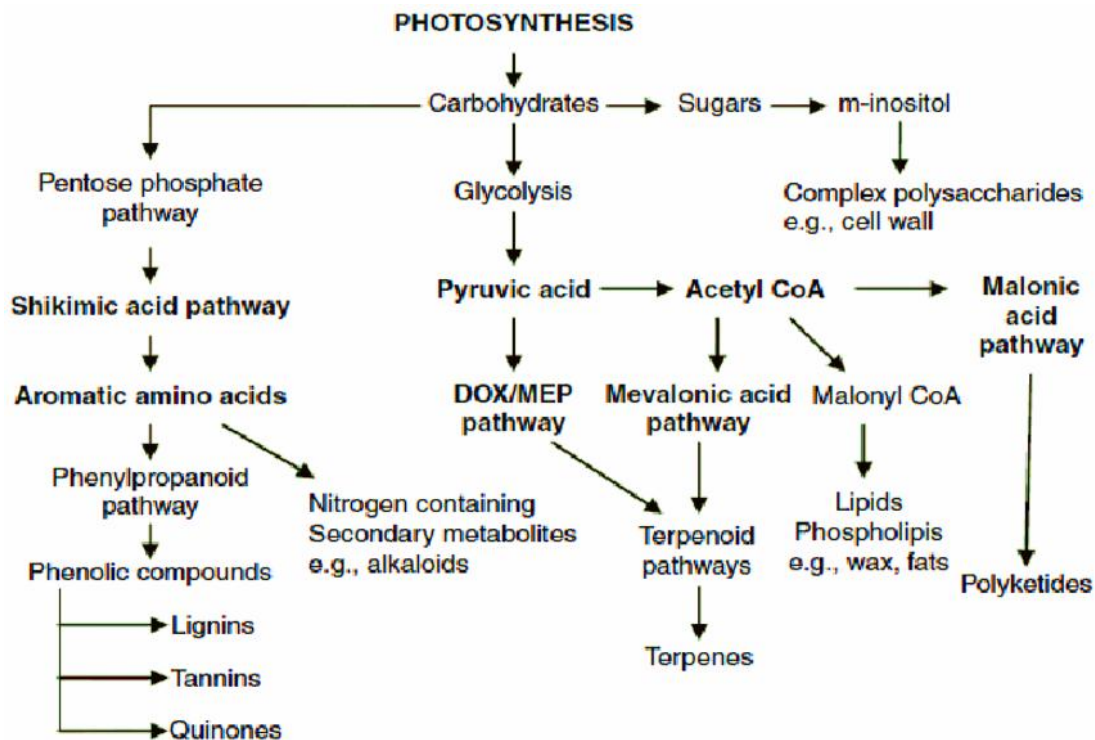 PHOTOSYNTHESIS
Carbohydrates
Sugars
m-inositol
Pentose phosphate
pathway
Glycolysis
Complex polysaccharides
e.g., cell wall
Shikimic acid pathway
Pyruvic acid
Acetyl CoA
Malonic
acid
pathway
Aromatic amino acids
DOX/MEP
pathway
Mevalonic acid
pathway
Malonyl CoA
Phenylpropanoid
pathway
Nitrogen containing
Secondary metabolites
e.g., alkaloids
Terpenoid
pathways
Lipids
Phospholipis
e.g., wax, fats
Phenolic compounds
Polyketides
Lignins
Terpenes
Tannins
Quinones